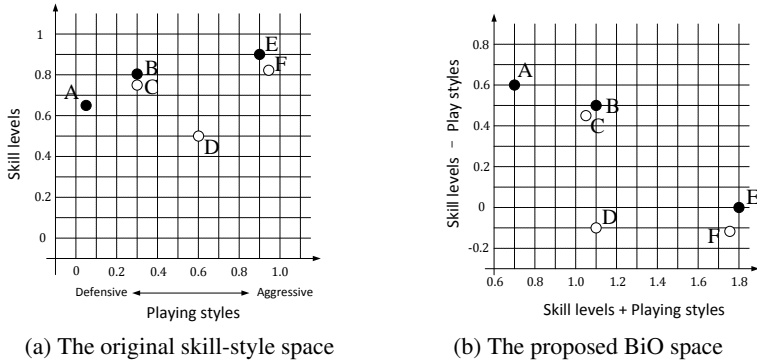 1
0.8
0.6
0.4
0.2
0
Skill levels
A
B
C
D
E
F
0 0.2 0.4 0.6 0.8 1.0
Defensive Aggressive
Playing styles
(a) The original skill-style space
0.8
0.6
0.4
0.2
0
-0.2
Skill levels - Play styles
A
B
C
D
E
F
0.6 0.8 1.0 1.2 1.4 1.6 1.8
Skill levels + Playing styles
(b) The proposed BiO space